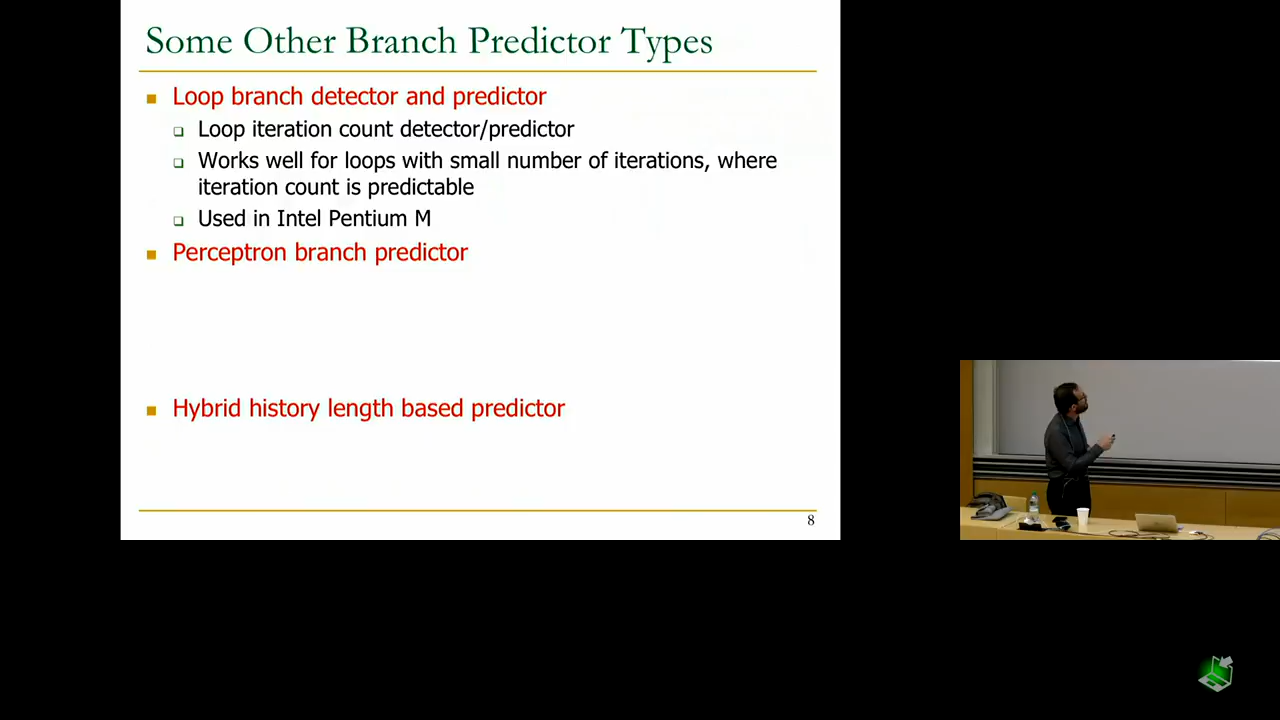 Some Other Branch Predictor Types
Loop branch detector and predictor
Loop iteration count detector/predictor
Works well for loops with small number of iterations, where
iteration count is predictable
Used in Intel Pentium M
Perceptron branch predictor
Hybrid history length based predictor
8